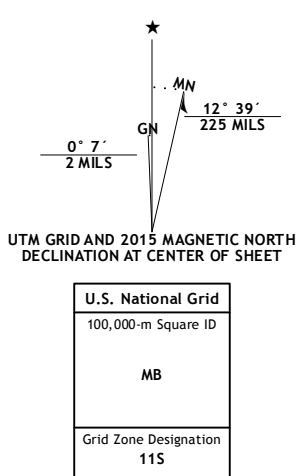 ★
MN
GN
12° 39´
225 MILS
0° 7´
2 MILS
UTM GRID AND 2015 MAGNETIC NORTH
DECLINATION AT CENTER OF SHEET
U.S. National Grid
100,000-m Square ID
MB
Grid Zone Designation
11S